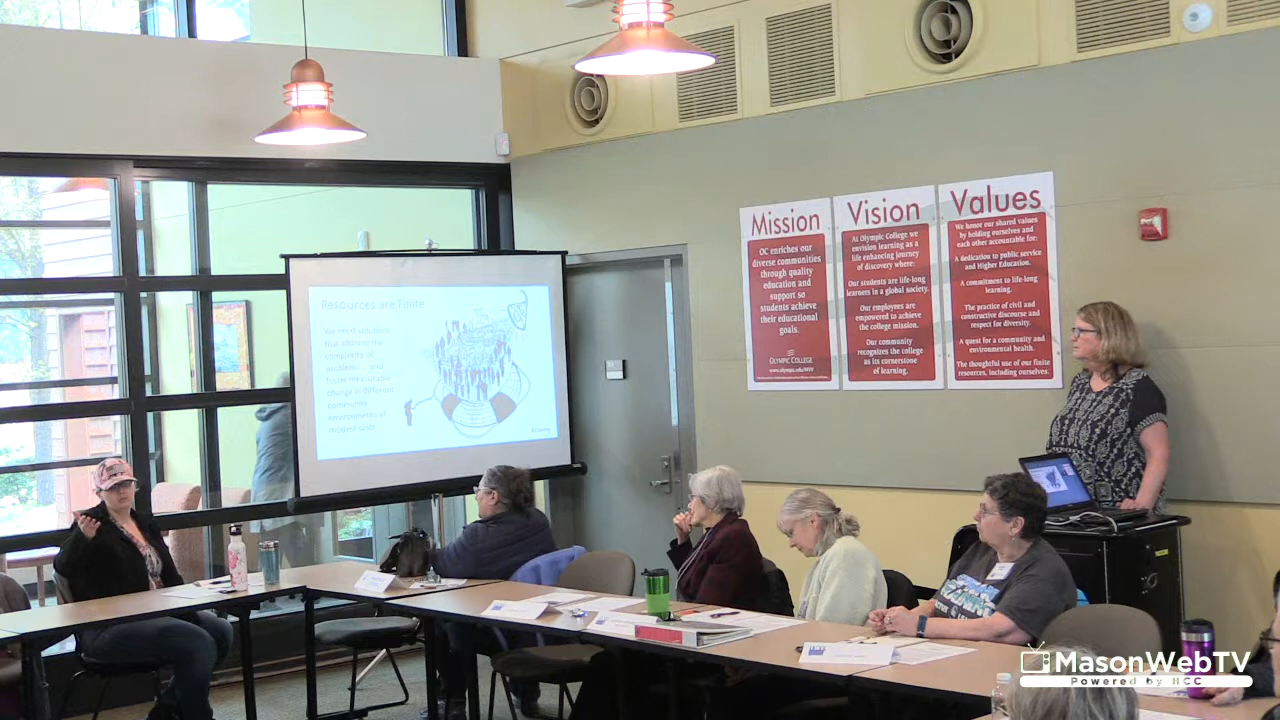 Mission
OC enriches our
diverse communities
through quality
education and
support so
students achieve
their educational
goals.
OLYMPIC COLLEGE
www.olympic.edu/MVV
Vision
At Olympic College we
envision learning as a
life enhancing journey
of discovery where:
Our students are life-long
learners in a global society.
Our employees are
empowered to achieve
the college mission.
Our community
recognizes the college
as its cornerstone
of learning.
Values
We honor our shared values
by holding ourselves and
each other accountable for:
A dedication to public service
and Higher Education.
A commitment to life-long
learning.
The practice of civil and
constructive discourse and
respect for diversity.
A quest for a community and
environmental health.
The thoughtful use of our finite
resources, including ourselves.
Resources are Finite
We need solutions
that address the
complexity of
problems.... and
foster measurable
change in different
community
environments at
modest costs
MasonWebTV
Powered by HCC